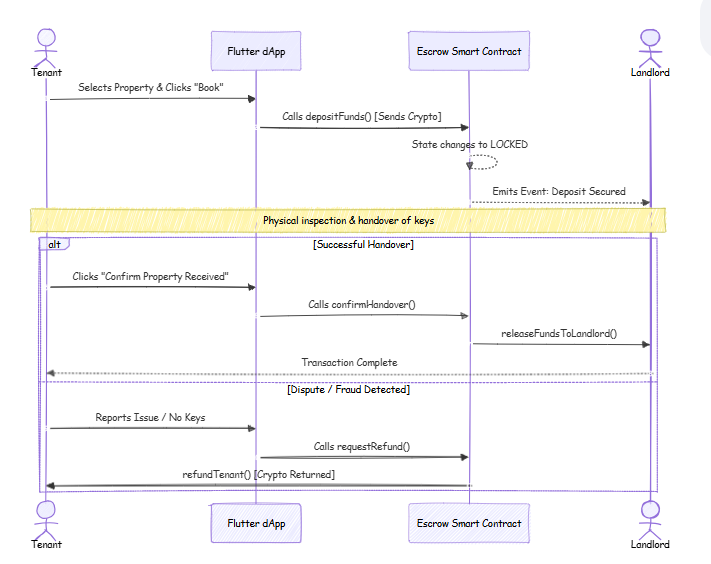 Tenant
Flutter dApp
Escrow Smart Contract
Landlord
Selects Property & Clicks "Book"
Calls depositFunds() [Sends Crypto]
State changes to LOCKED
Emits Event: Deposit Secured
Physical inspection & handover of keys
alt
[Successful Handover]
Clicks "Confirm Property Received"
Calls confirmHandover()
releaseFundsToLandlord()
Transaction Complete
[Dispute / Fraud Detected]
Reports Issue / No Keys
Calls requestRefund()
refundTenant() [Crypto Returned]
Tenant
Flutter dApp
Escrow Smart Contract
Landlord